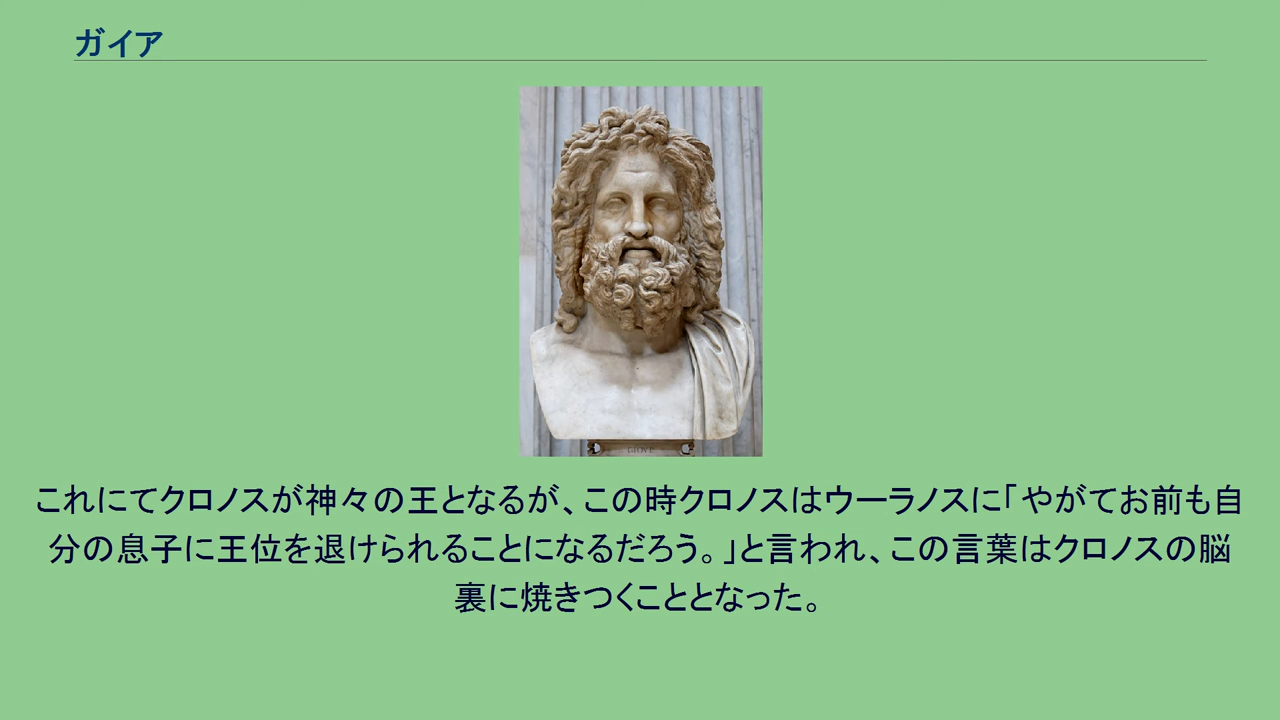 ガイア
GIOVE
これにてクロノスが神々の王となるが、この時クロノスはウーラノスに「やがてお前も自
分の息子に王位を退けられることになるだろう。」と言われ、この言葉はクロノスの脳
裏に焼きつくこととなった。